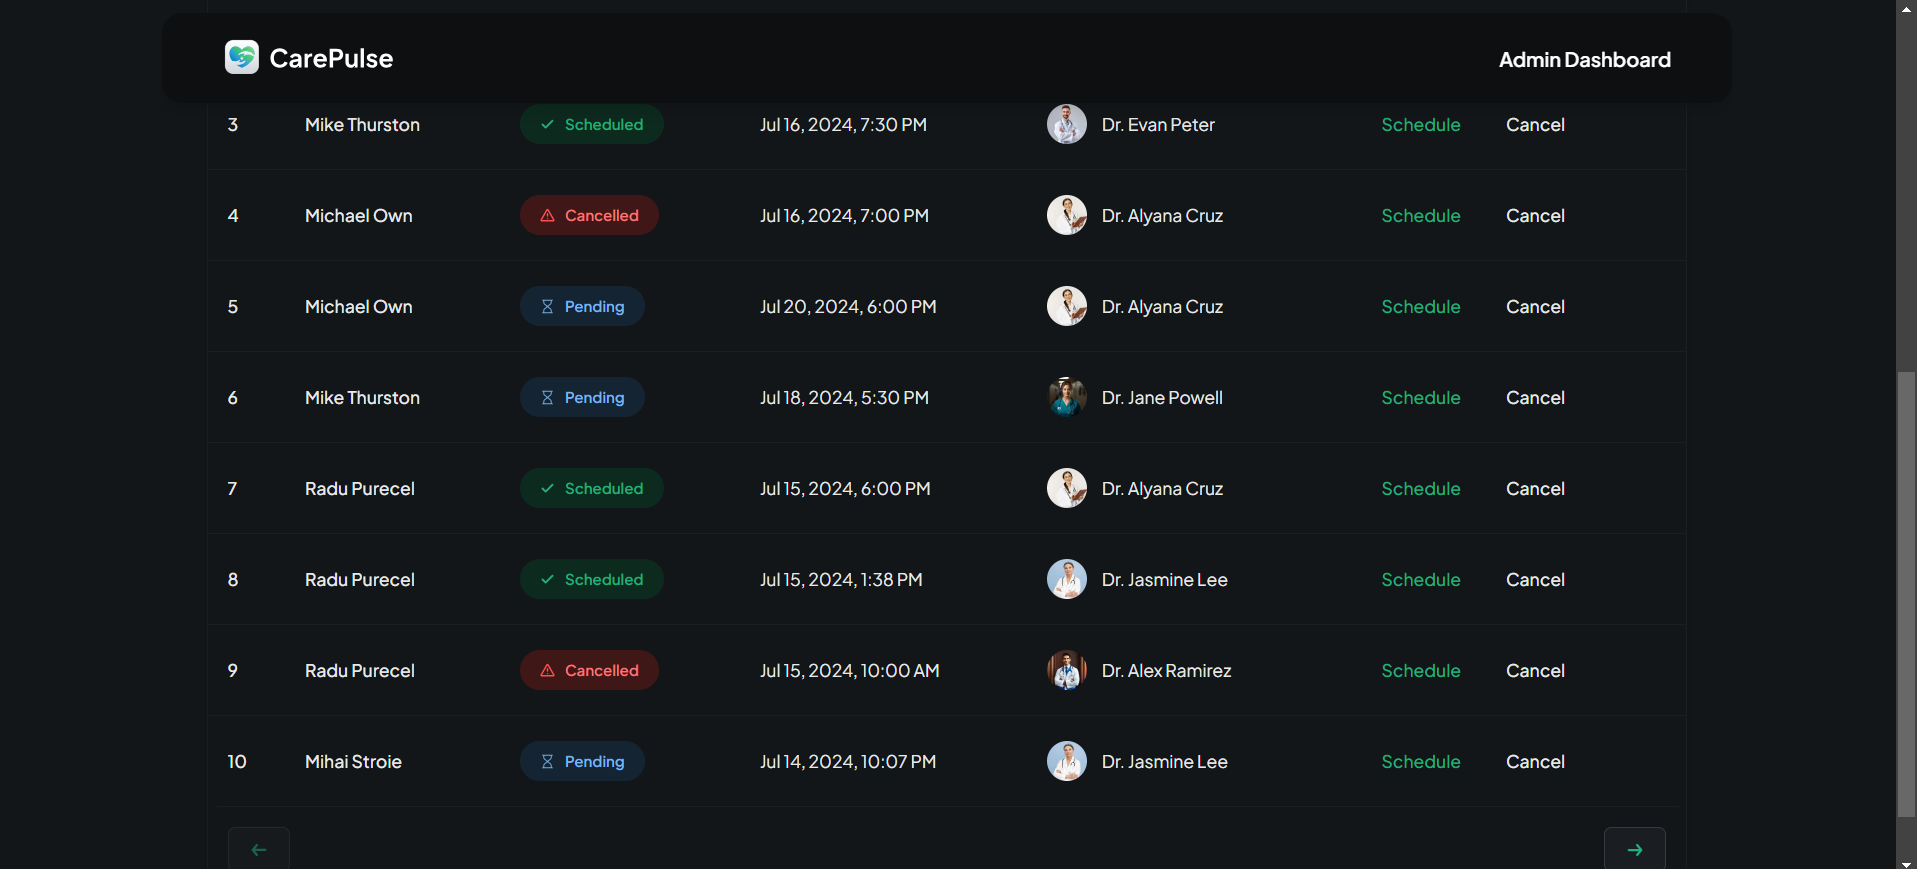 CarePulse
Admin Dashboard
3 Mike Thurston Scheduled Jul 16, 2024, 7:30 PM Dr. Evan Peter Schedule Cancel
4 Michael Own Cancelled Jul 16, 2024, 7:00 PM Dr. Alyana Cruz Schedule Cancel
5 Michael Own Pending Jul 20, 2024, 6:00 PM Dr. Alyana Cruz Schedule Cancel
6 Mike Thurston Pending Jul 18, 2024, 5:30 PM Dr. Jane Powell Schedule Cancel
7 Radu Purecel Scheduled Jul 15, 2024, 6:00 PM Dr. Alyana Cruz Schedule Cancel
8 Radu Purecel Scheduled Jul 15, 2024, 1:38 PM Dr. Jasmine Lee Schedule Cancel
9 Radu Purecel Cancelled Jul 15, 2024, 10:00 AM Dr. Alex Ramirez Schedule Cancel
10 Mihai Stroie Pending Jul 14, 2024, 10:07 PM Dr. Jasmine Lee Schedule Cancel